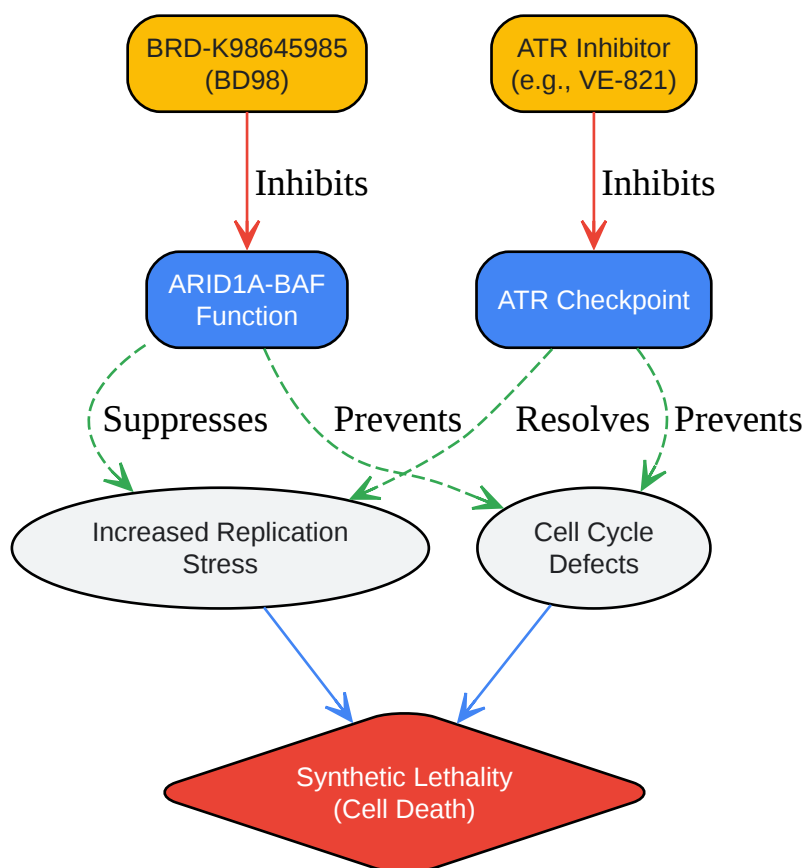 BRD-K98645985
(BD98)
ATR Inhibitor
(e.g., VE-821)
Inhibits
Inhibits
ARID1A-BAF
Function
ATR Checkpoint
Suppresses
Prevents
Resolves
Prevents
Increased Replication
Stress
Cell Cycle
Defects
Synthetic Lethality
(Cell Death)